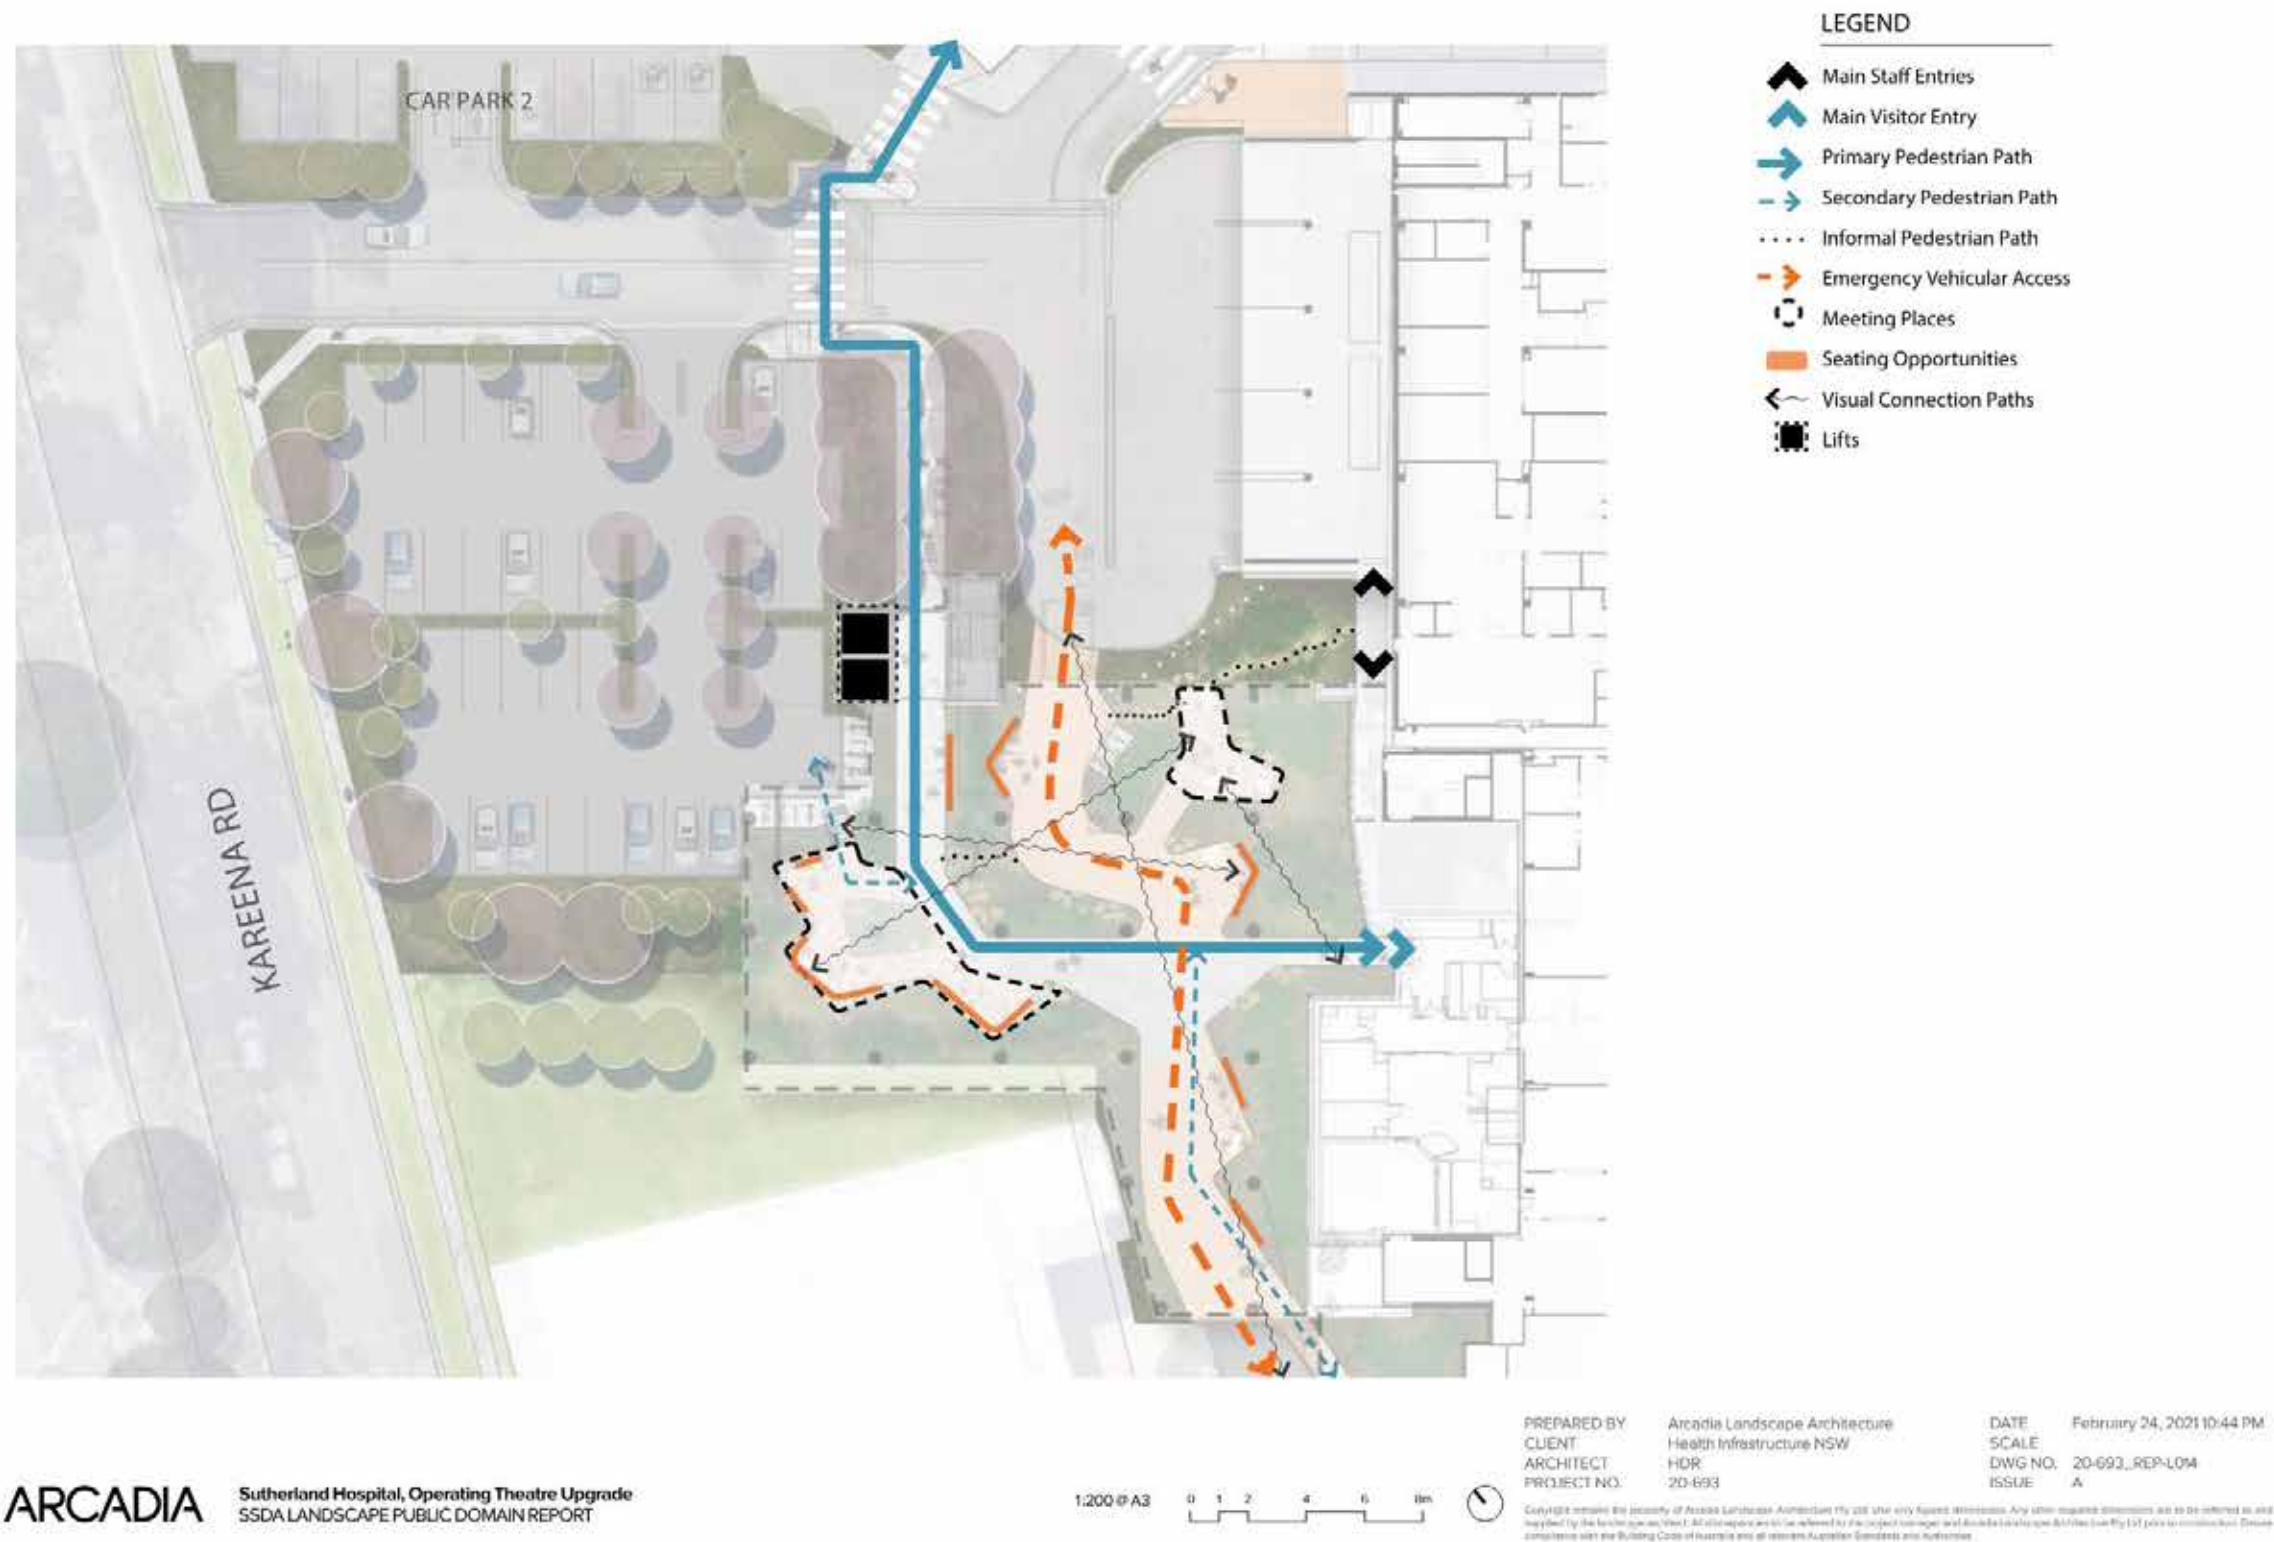 LEGEND
Main Staff Entries
Main Visitor Entry
Primary Pedestrian Path
Secondary Pedestrian Path
Informal Pedestrian Path
Emergency Vehicular Access
Meeting Places
Seating Opportunities
Visual Connection Paths
Lifts
CAR PARK 2
KAREENA RD
ARCADIA
Sutherland Hospital, Operating Theatre Upgrade
SSDA LANDSCAPE PUBLIC DOMAIN REPORT
1:200 @ A3
0 1 2 4 6 8m
PREPARED BY Arcadia Landscape Architecture
CLIENT Health Infrastructure NSW
ARCHITECT HDR
PROJECT NO. 20-693
DATE February 24, 2021 10:44 PM
SCALE
DWG NO. 20-693_REP-L014
ISSUE A